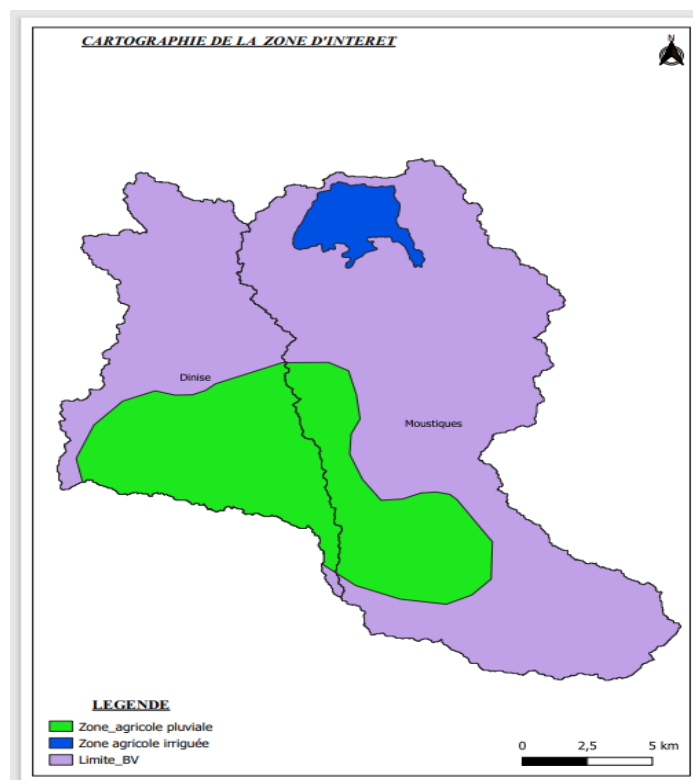 CARTOGRAPHIE DE LA ZONE D'INTERET
N
Dinise
Moustiques
LEGENDE
Zone_agricole pluviale
Zone agricole irriguée
Limite_BV
0 2,5 5 km